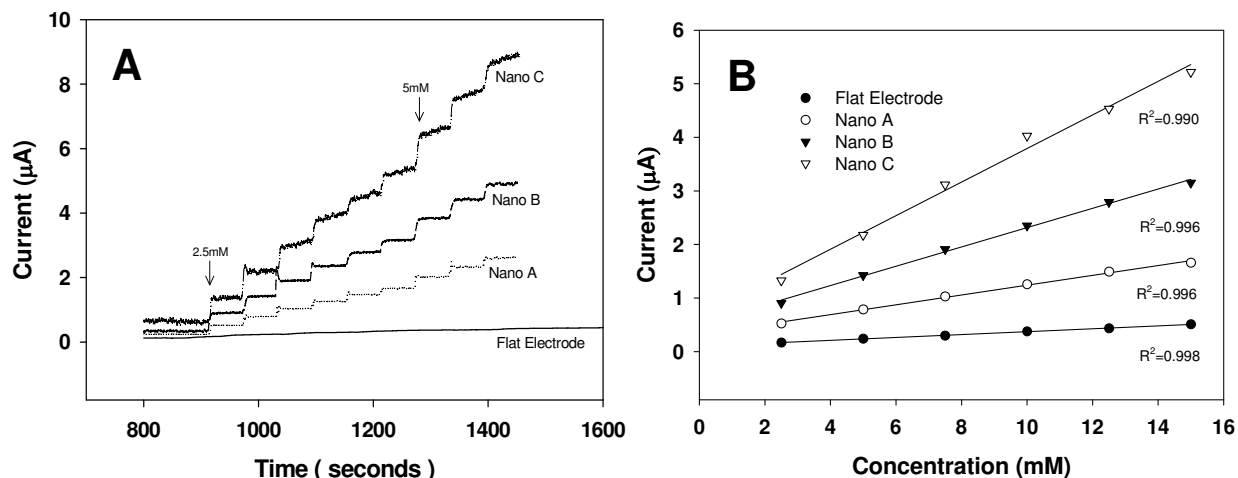 A
10
8
6
4
2
0
Current (μA)
800
1000
1200
1400
1600
Time ( seconds )
2.5mM
5mM
Nano C
Nano B
Nano A
Flat Electrode
B
6
5
4
3
2
1
0
Current (μA)
0
2
4
6
8
10
12
14
16
Concentration (mM)
Flat Electrode
Nano A
Nano B
Nano C
R²=0.990
R²=0.996
R²=0.996
R²=0.998